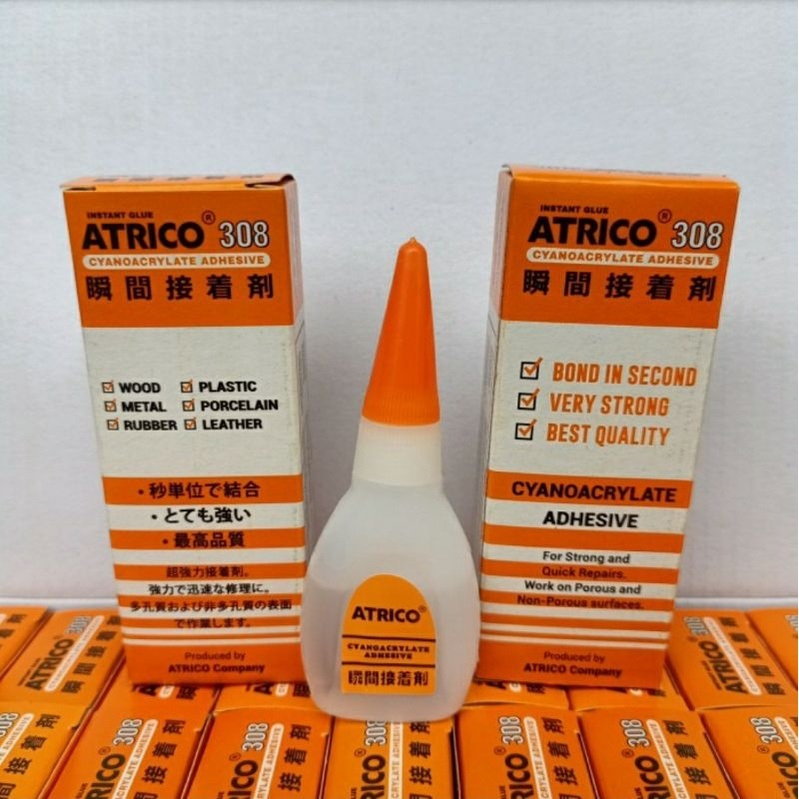 INSTANT GLUE
ATRICO® 308
CYANOACRYLATE ADHESIVE
瞬間接着剤
WOOD
PLASTIC
METAL
PORCELAIN
RUBBER
LEATHER
・秒単位で結合
・とても強い
・最高品質
超強力接着剤。
強力で迅速な修理に。
多孔質および非多孔質の表面
で作業します。
Produced by
ATRICO Company
ATRICO®
CYANOACRYLATE
ADHESIVE
瞬間接着剤
INSTANT GLUE
ATRICO® 308
CYANOACRYLATE ADHESIVE
瞬間接着剤
BOND IN SECOND
VERY STRONG
BEST QUALITY
CYANOACRYLATE
ADHESIVE
For Strong and
Quick Repairs.
Work on Porous and
Non-Porous surfaces.
Produced by
ATRICO Company